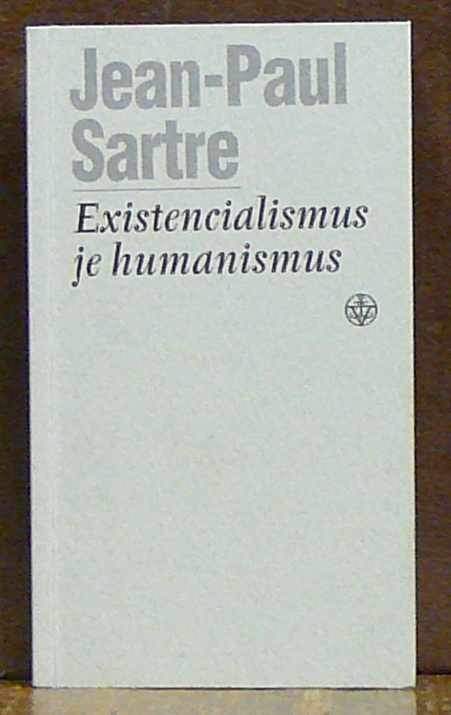 Jean-Paul
Sartre
Existencialismus
je humanismus